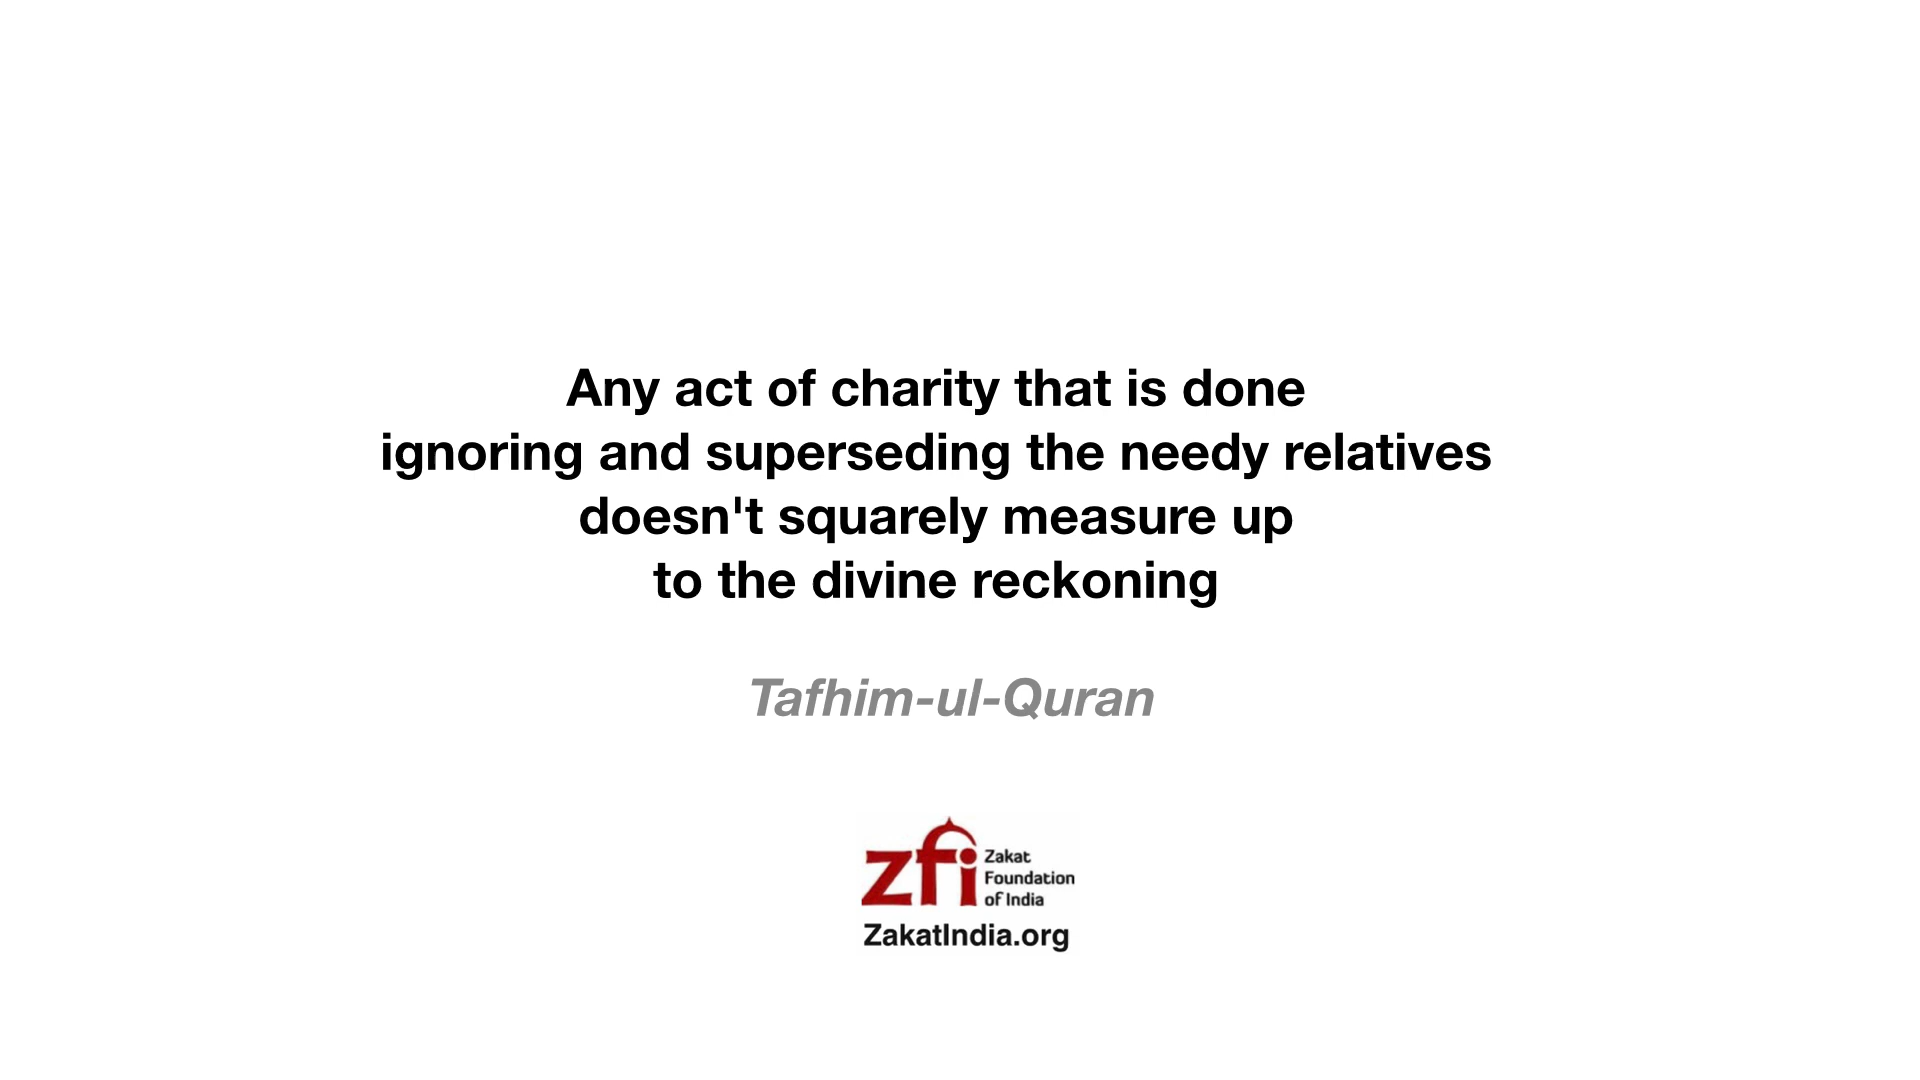 Any act of charity that is done
ignoring and superseding the needy relatives
doesn't squarely measure up
to the divine reckoning
Tafhim-ul-Quran
zfi
Zakat
Foundation
of India
ZakatIndia.org